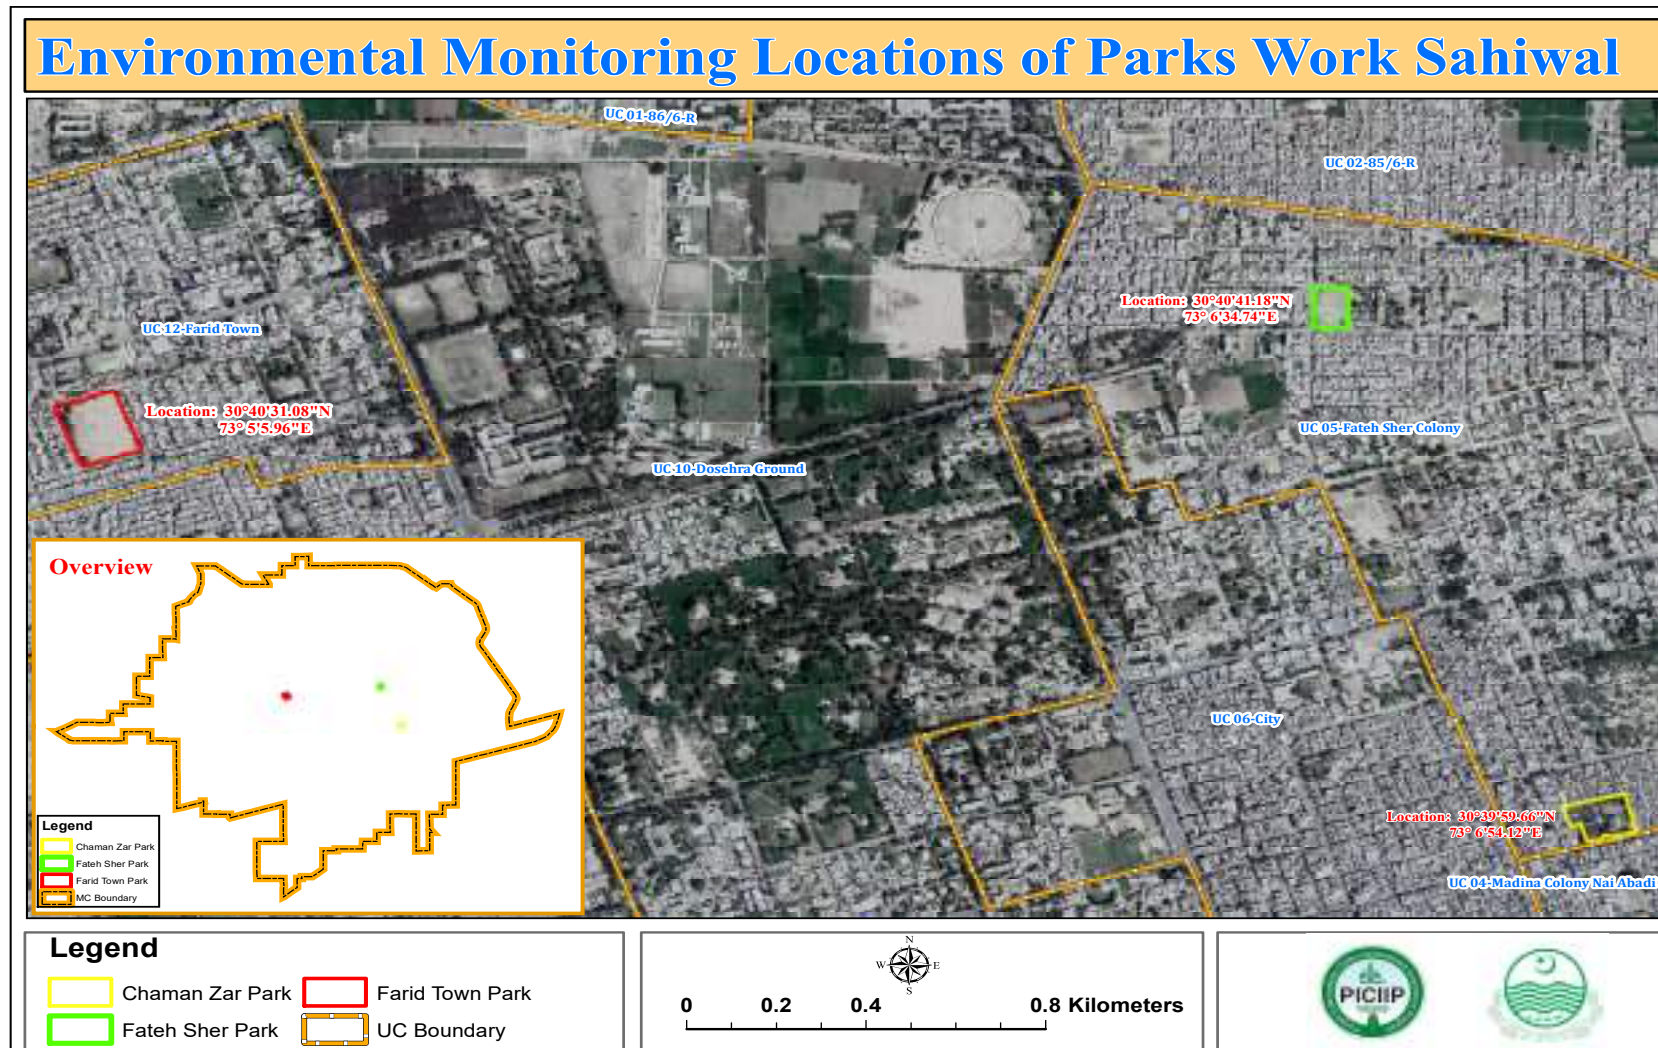 Environmental Monitoring Locations of Parks Work Sahiwal
UC 01-86/6-R
UC 02-85/6-R
Location: 30°40'41.18"N
73° 6'34.74"E
UC 12-Farid Town
Location: 30°40'31.08"N
73° 5'5.96"E
UC 05-Fateh Sher Colony
UC 10-Dosehra Ground
Overview
UC 06-City
Location: 30°39'59.66"N
73° 6'54.12"E
UC 04-Madina Colony Nai Abadi
Legend
Chaman Zar Park
Fateh Sher Park
Farid Town Park
MC Boundary
Legend
Chaman Zar Park
Farid Town Park
Fateh Sher Park
UC Boundary
N
W E
S
0 0.2 0.4 0.8 Kilometers
PICIIP